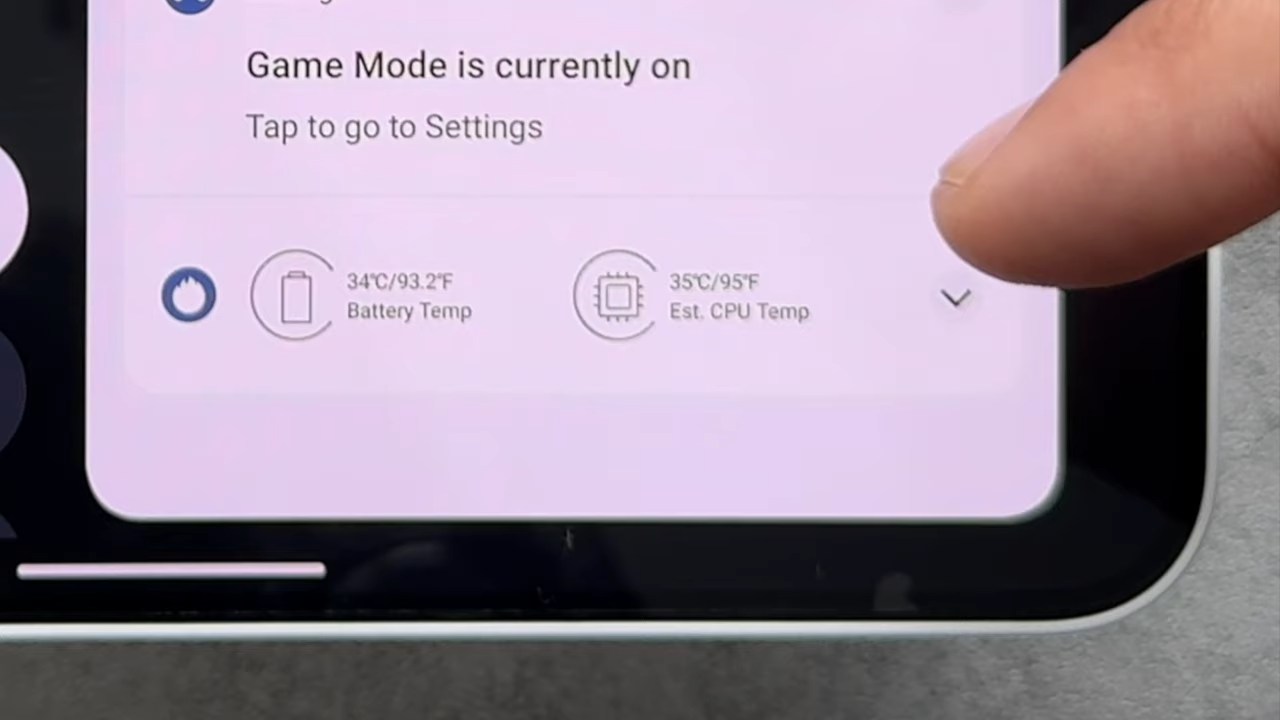 Game Mode is currently on
Tap to go to Settings
34℃/93.2℉
Battery Temp
35℃/95℉
Est. CPU Temp